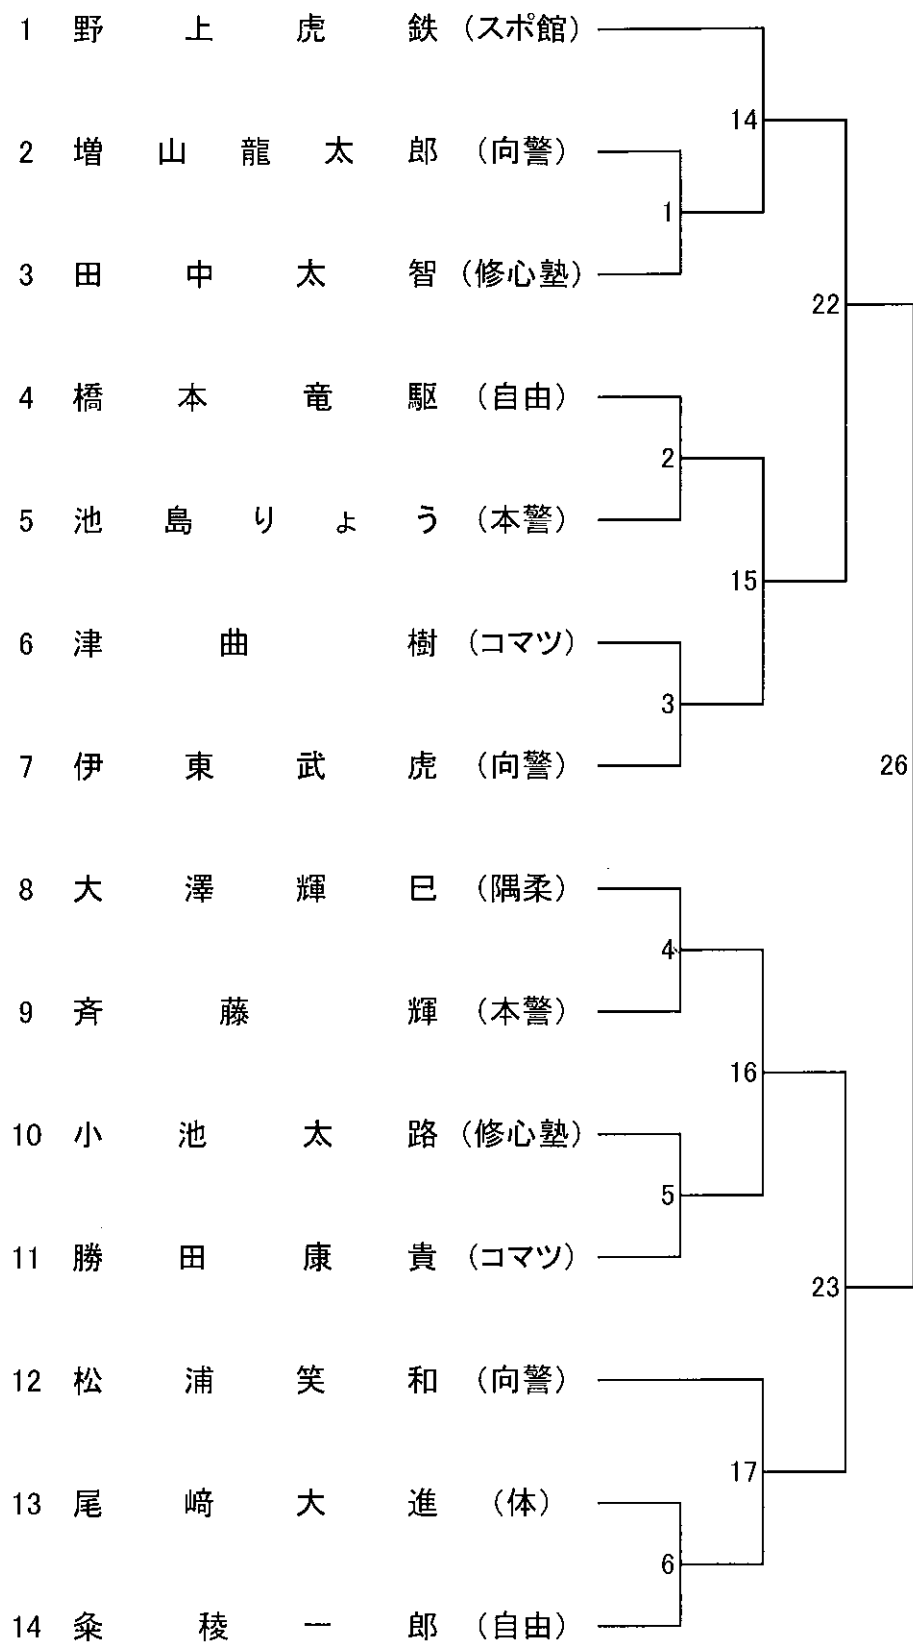 1 野上虎鉄 (スポ館)
14
2 増山龍太郎 (向警)
1
3 田中太智 (修心塾)
22
4 橋本竜駆 (自由)
2
5 池島りょう (本警)
15
6 津曲樹 (コマツ)
3
7 伊東武虎 (向警)
26
8 大澤輝巳 (隅柔)
4
9 斉藤輝 (本警)
16
10 小池太路 (修心塾)
5
11 勝田康貴 (コマツ)
23
12 松浦笑和 (向警)
17
13 尾﨑大進 (体)
6
14 粂稜一郎 (自由)